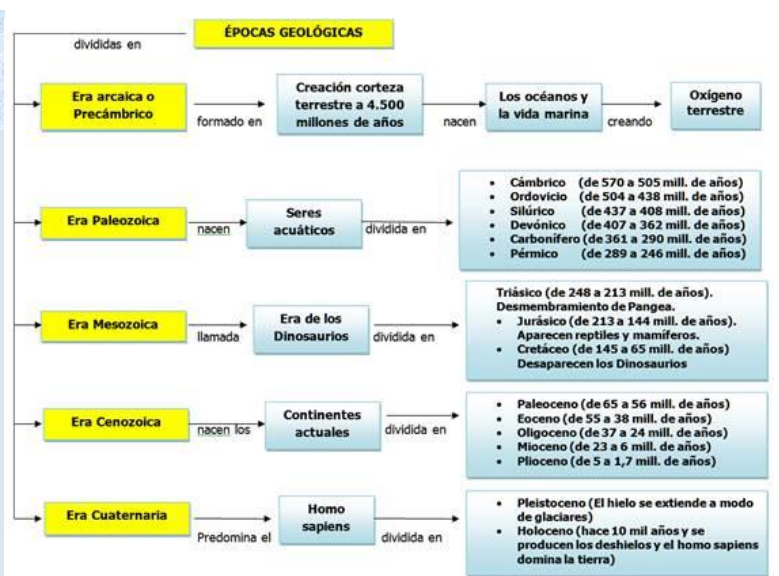 ÉPOCAS GEOLÓGICAS
divididas en
Era arcaica o
Precámbrico
formado en
Creación corteza
terrestre a 4.500
millones de años
nacen
Los océanos y
la vida marina
creando
Oxígeno
terrestre
Era Paleozoica
nacen
Seres
acuáticos
dividida en
• Cámbrico (de 570 a 505 mill. de años)
• Ordovicio (de 504 a 438 mill. de años)
• Silúrico (de 437 a 408 mill. de años)
• Devónico (de 407 a 362 mill. de años)
• Carbonífero (de 361 a 290 mill. de años)
• Pérmico (de 289 a 246 mill. de años)
Era Mesozoica
llamada
Era de los
Dinosaurios
dividida en
Triásico (de 248 a 213 mill. de años).
Desmembramiento de Pangea.
• Jurásico (de 213 a 144 mill. de años).
Aparecen reptiles y mamíferos.
• Cretáceo (de 145 a 65 mill. de años)
Desaparecen los Dinosaurios
Era Cenozoica
nacen los
Continentes
actuales
dividida en
• Paleoceno (de 65 a 56 mill. de años)
• Eoceno (de 55 a 38 mill. de años)
• Oligoceno (de 37 a 24 mill. de años)
• Mioceno (de 23 a 6 mill. de años)
• Plioceno (de 5 a 1,7 mill. de años)
Era Cuaternaria
Predomina el
Homo
sapiens
dividida en
• Pleistoceno (El hielo se extiende a modo
de glaciares)
• Holoceno (hace 10 mil años y se
producen los deshielos y el homo sapiens
domina la tierra)